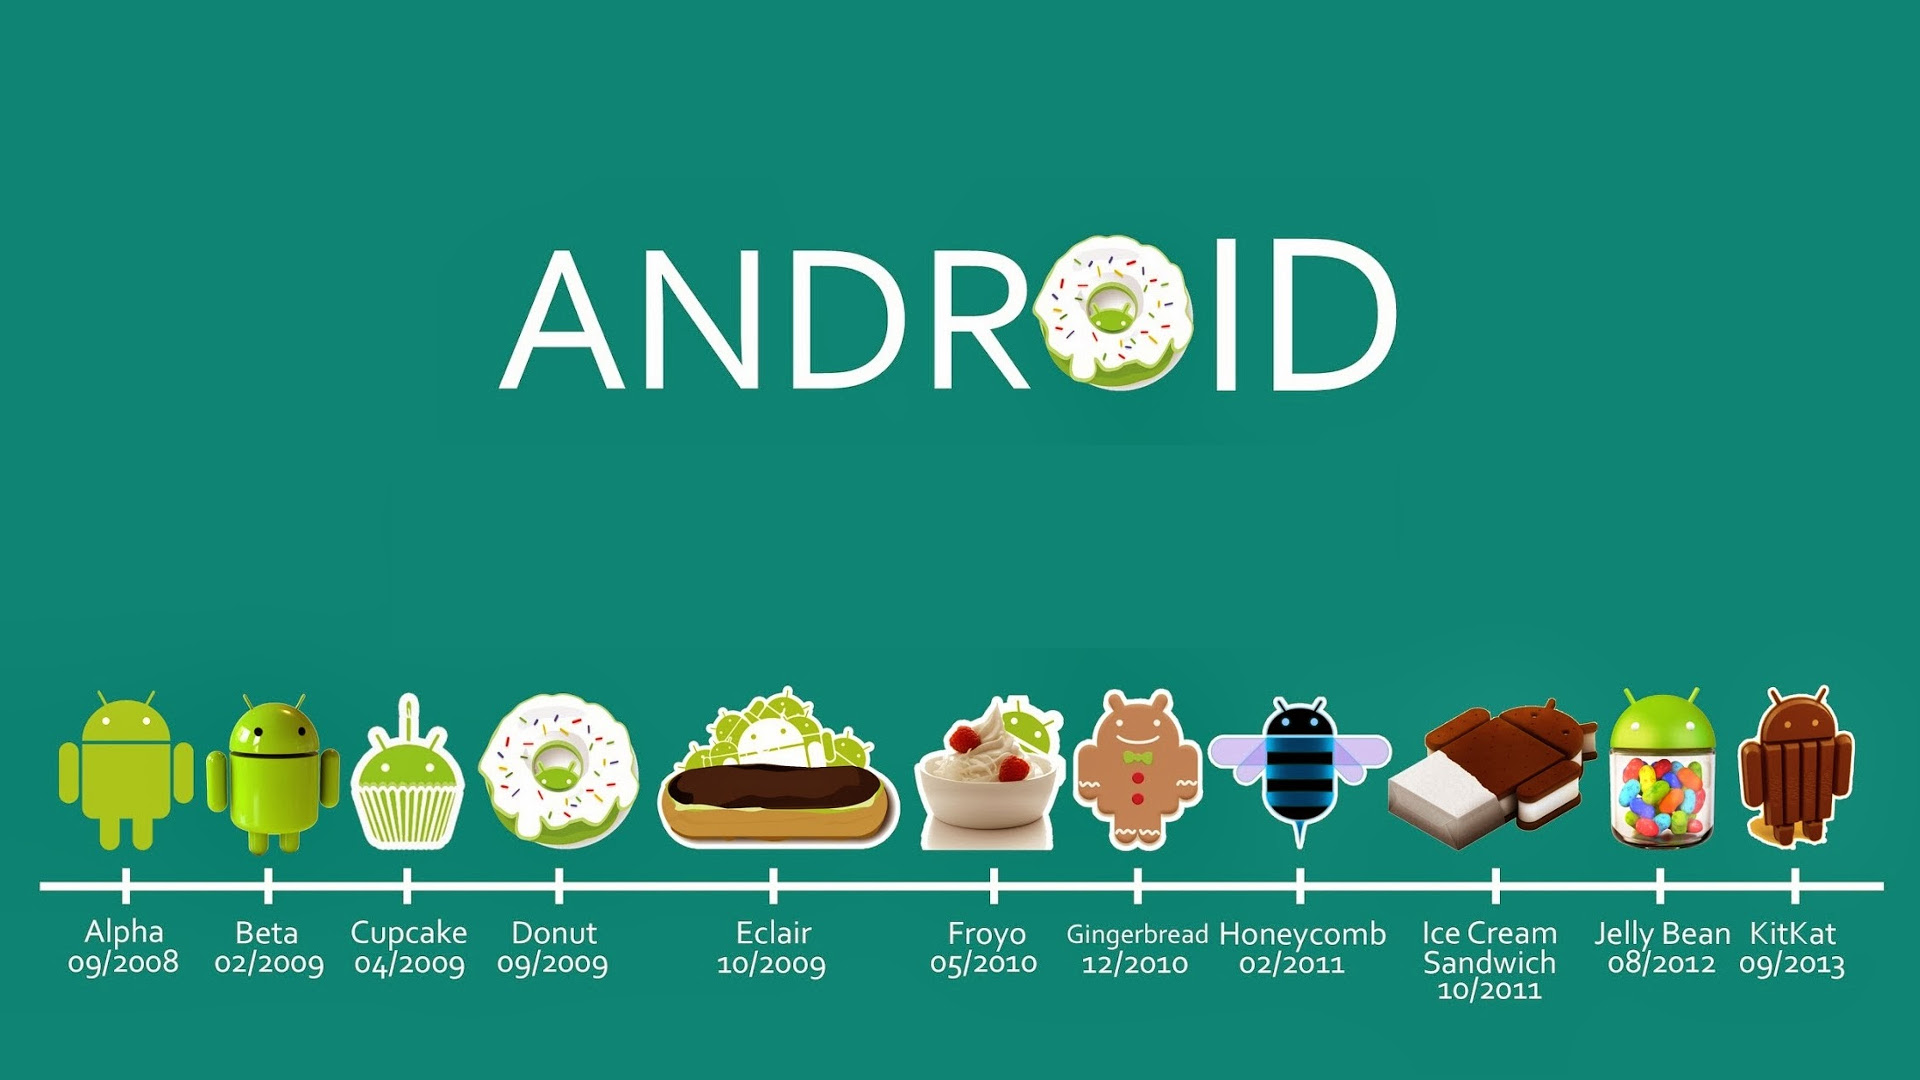 ANDROID
Alpha
09/2008
Beta
02/2009
Cupcake
04/2009
Donut
09/2009
Eclair
10/2009
Froyo
05/2010
Gingerbread
12/2010
Honeycomb
02/2011
Ice Cream
Sandwich
10/2011
Jelly Bean
08/2012
KitKat
09/2013